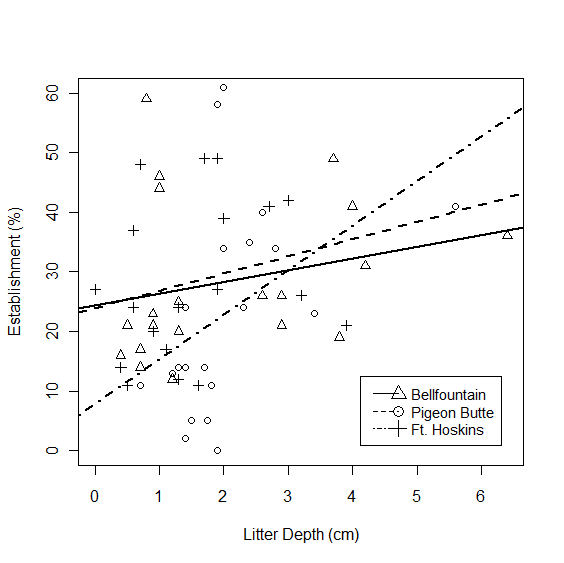 Establishment (%)
60
50
40
30
20
10
0
Bellfountain
Pigeon Butte
Ft. Hoskins
0 1 2 3 4 5 6
Litter Depth (cm)